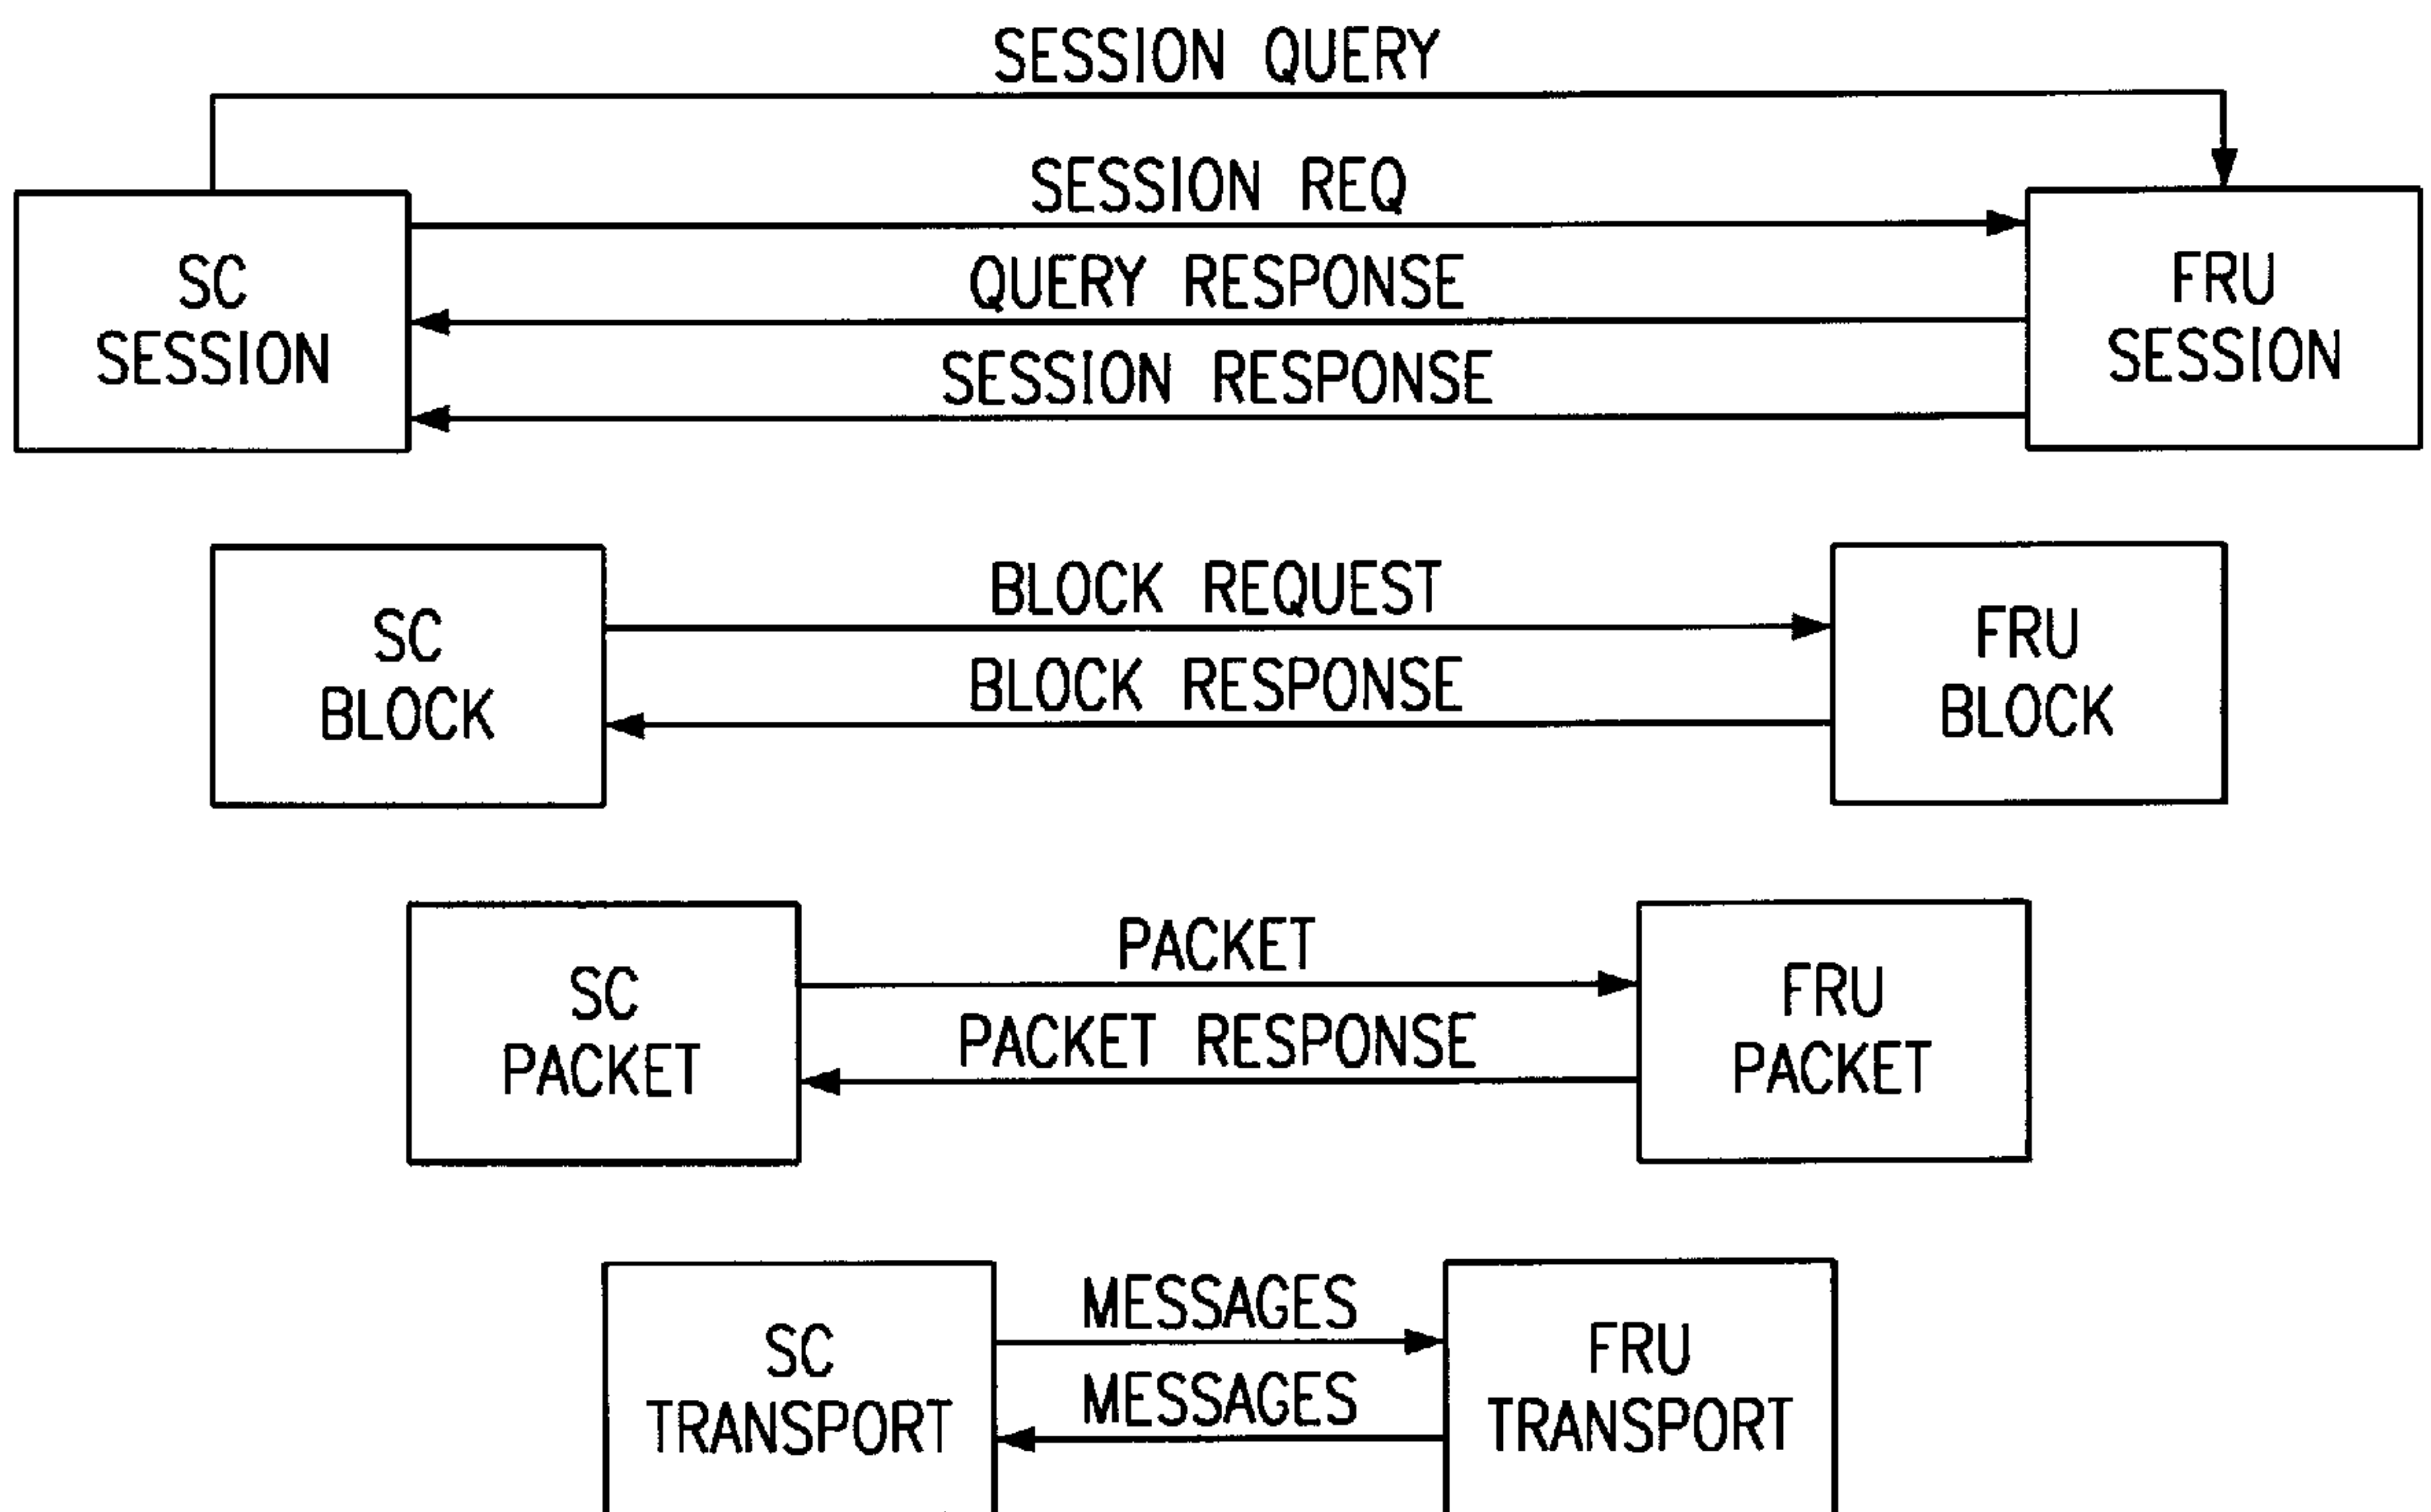 SESSION QUERY
SESSION REQ
QUERY RESPONSE
SESSION RESPONSE
SC
SESSION
FRU
SESSION
BLOCK REQUEST
BLOCK RESPONSE
SC
BLOCK
FRU
BLOCK
PACKET
PACKET RESPONSE
SC
PACKET
FRU
PACKET
MESSAGES
MESSAGES
SC
TRANSPORT
FRU
TRANSPORT